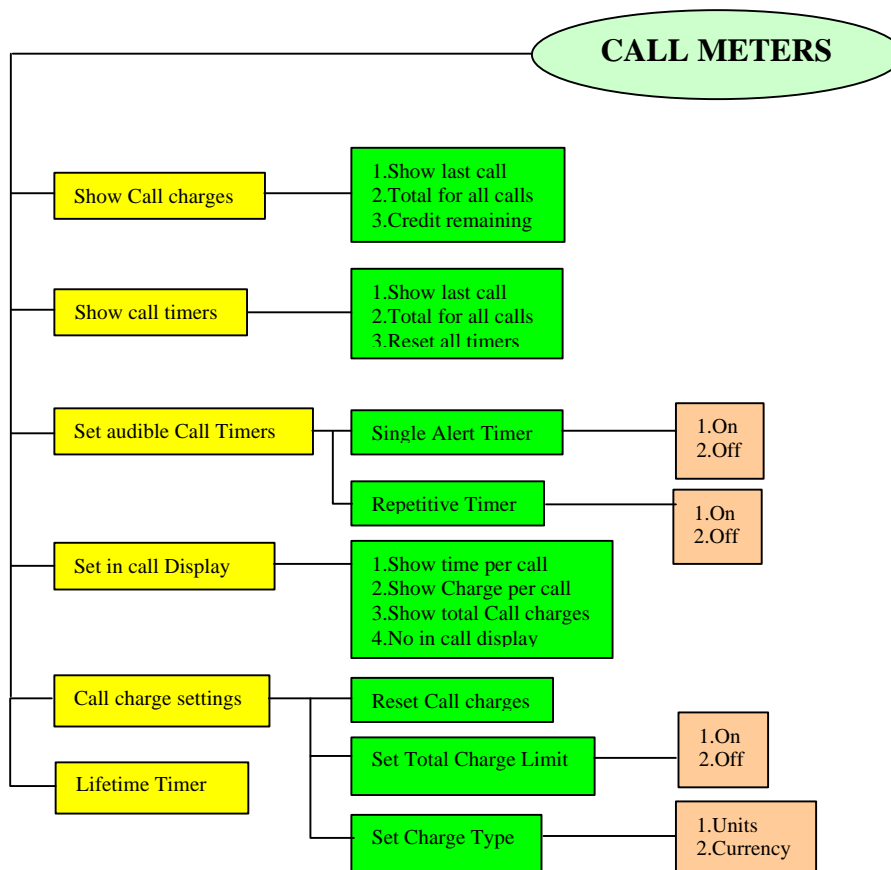 CALL METERS
Show Call charges
1.Show last call
2.Total for all calls
3.Credit remaining
Show call timers
1.Show last call
2.Total for all calls
3.Reset all timers
Set audible Call Timers
Single Alert Timer
1.On
2.Off
Repetitive Timer
1.On
2.Off
Set in call Display
1.Show time per call
2.Show Charge per call
3.Show total Call charges
4.No in call display
Call charge settings
Reset Call charges
Set Total Charge Limit
1.On
2.Off
Lifetime Timer
Set Charge Type
1.Units
2.Currency